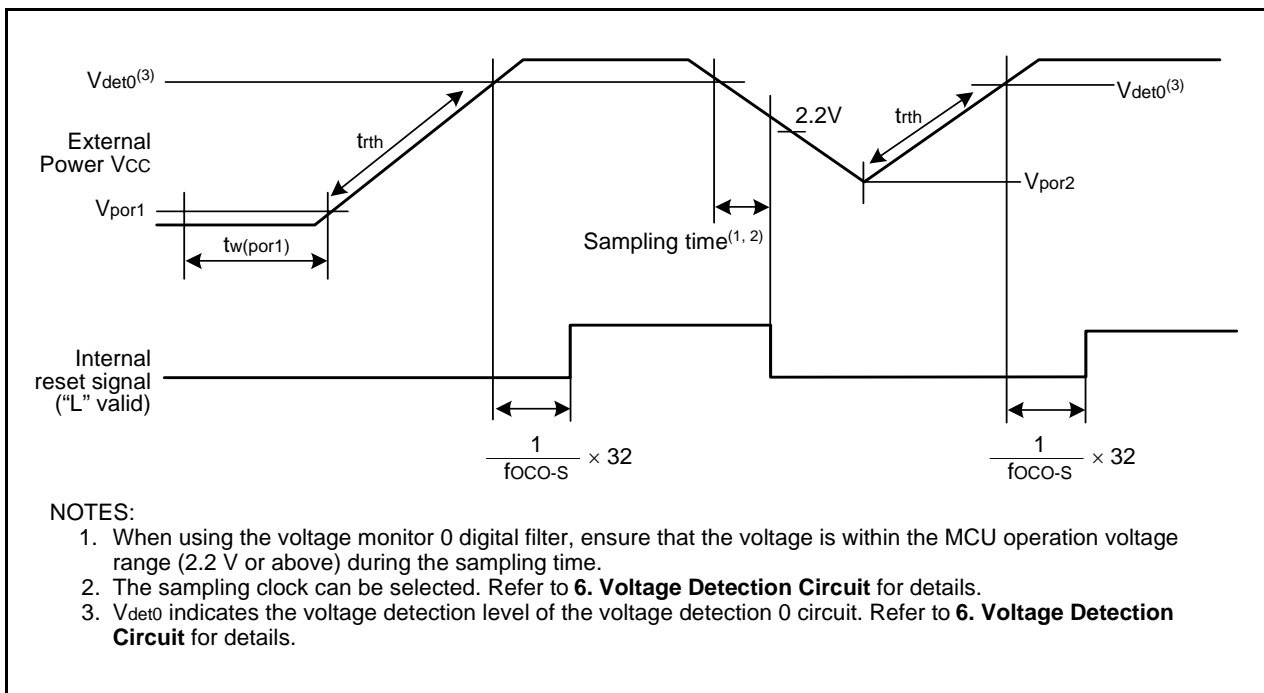 Vdet0(3)
2.2V
Vdet0(3)
trth
trth
External
Power VCC
Vpor2
Vpor1
Sampling time(1, 2)
tw(por1)
Internal
reset signal
(“L” valid)
1
fOCO-S
× 32
1
fOCO-S
× 32
NOTES:
1. When using the voltage monitor 0 digital filter, ensure that the voltage is within the MCU operation voltage
range (2.2 V or above) during the sampling time.
2. The sampling clock can be selected. Refer to 6. Voltage Detection Circuit for details.
3. Vdet0 indicates the voltage detection level of the voltage detection 0 circuit. Refer to 6. Voltage Detection
Circuit for details.